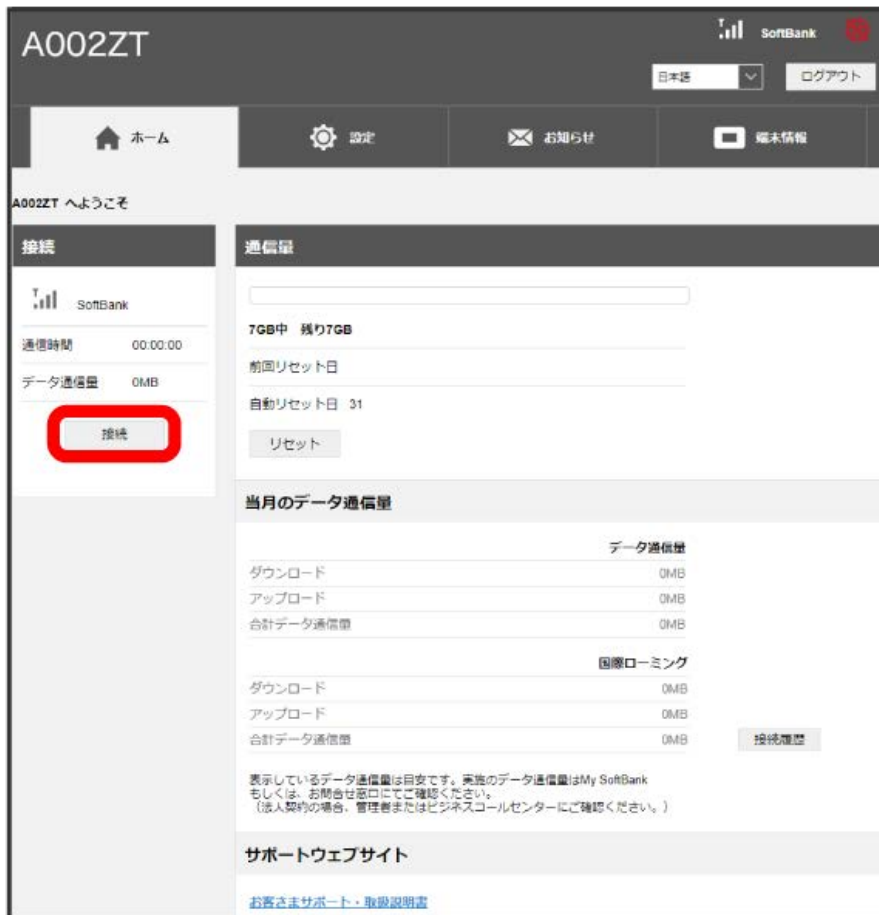 A002ZT
SoftBank
日本語
ログアウト
ホーム
設定
お知らせ
端末情報
A002ZT へようこそ
接続
SoftBank
通信時間 00:00:00
データ通信量 0MB
接続
通信量
7GB中 残り7GB
前回リセット日
自動リセット日 31
リセット
当月のデータ通信量
データ通信量
ダウンロード 0MB
アップロード 0MB
合計データ通信量 0MB
国際ローミング
ダウンロード 0MB
アップロード 0MB
合計データ通信量 0MB
接続履歴
表示しているデータ通信量は目安です。実施のデータ通信量はMy SoftBank
もしくは、お問合せ窓口にてご確認ください。
（法人契約の場合、管理者またはビジネスコールセンターにご確認ください。）
サポートウェブサイト
お客さまサポート・取扱説明書